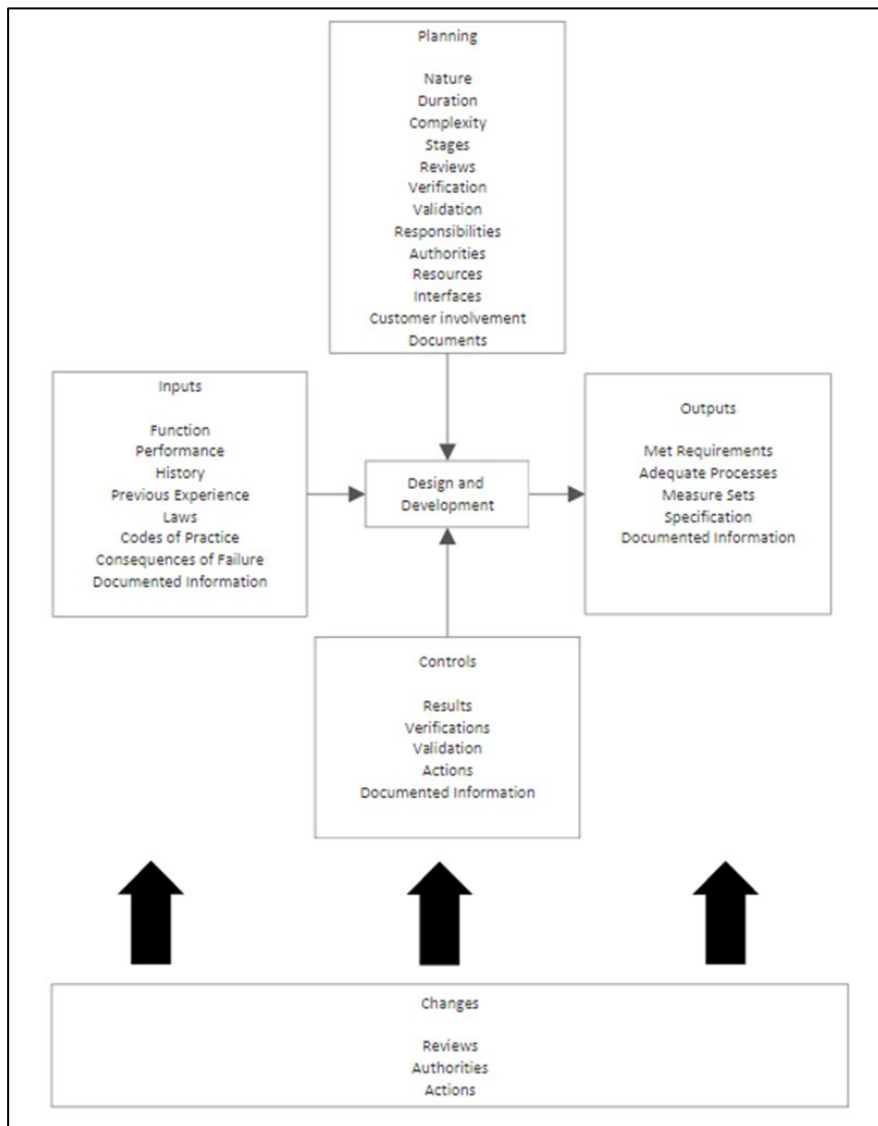 Planning
Nature
Duration
Complexity
Stages
Reviews
Verification
Validation
Responsibilities
Authorities
Resources
Interfaces
Customer involvement
Documents
Inputs
Function
Performance
History
Previous Experience
Laws
Codes of Practice
Consequences of Failure
Documented Information
Design and
Development
Outputs
Met Requirements
Adequate Processes
Measure Sets
Specification
Documented Information
Controls
Results
Verifications
Validation
Actions
Documented Information
Changes
Reviews
Authorities
Actions